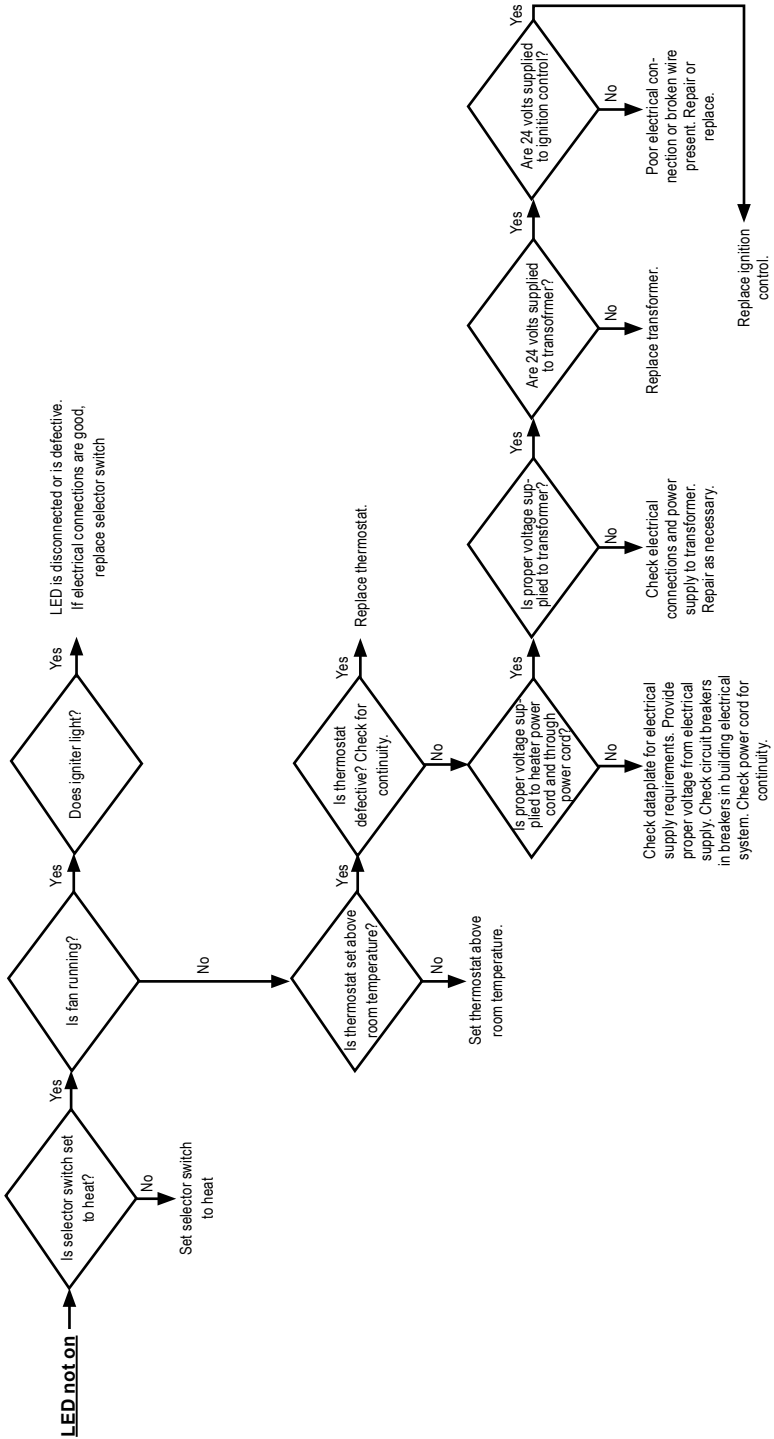 LED not on
Is selector switch set
to heat?
No
Set selector switch
to heat
Yes
Is fan running?
Yes
Does igniter light?
Yes
LED is disconnected or is defective.
If electrical connections are good,
replace selector switch
No
Is thermostat set above
room temperature?
No
Set thermostat above
room temperature.
Yes
Is thermostat
defective? Check for
continuity.
Yes
Replace thermostat.
No
Is proper voltage sup-
plied to heater power
cord and through
power cord?
No
Check dataplate for electrical
supply requirements. Provide
proper voltage from electrical
supply. Check circuit breakers
in breakers in building electrical
system. Check power cord for
continuity.
Yes
Is proper voltage sup-
plied to transformer?
No
Check electrical
connections and power
supply to transformer.
Repair as necessary.
Yes
Are 24 volts supplied
to transofrmer?
No
Replace transformer.
Yes
Are 24 volts supplied
to ignition control?
No
Poor electrical con-
nection or broken wire
present. Repair or
replace.
Yes
Replace ignition
control.